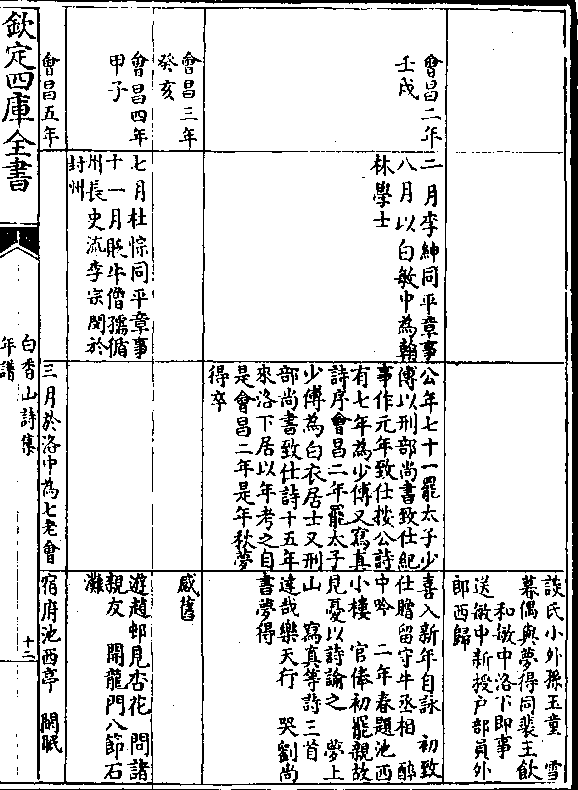 談氏小外孫玉童　雪
暮偶與夢得同裴王飲
和敏中洛下即事
送敏中新授户部員外
郎西歸
會昌二年
壬戌
二月李紳同平章事
八月以白敏中為翰
林學士
公年七十一罷太子少
傅以刑部尚書致仕紀
事作元年致仕按公詩
有七年為少傅又寫真
詩序會昌二年罷太子
少傅為白衣居士又刑
部尚書致仕詩十五年
來洛下居以年考之自
是會昌二年是年秋夢
得卒
喜入新年自詠　初致
仕贈留守牛丞相　醉
中吟　二年春題池西
小樓　官俸初罷親故
見憂以詩諭之　夢上
山　寫真等詩三首
達哉樂天行　哭劉尚
書夢得
會昌三年
癸亥
感舊
會昌四年
甲子
七月杜悰同平章事
十一月貶牛僧孺循
州長史流李宗閔於
封州
遊趙邨見杏花　問諸
親友　開龍門八節石
灘
會昌五年
三月於洛中為七老會
宿府池西亭　閒眠
欽定四庫全書
白香山詩集
年譜
十二